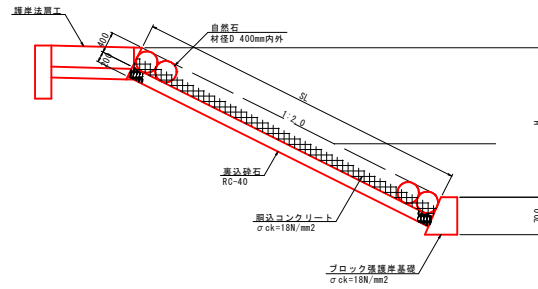 護岸法肩工
自然石
材径D 400mm内外
400
200
SL
1:2.0
裏込砕石
RC-40
胴込コンクリート
σck=18N/mm2
ブロック張護岸基礎
σck=18N/mm2